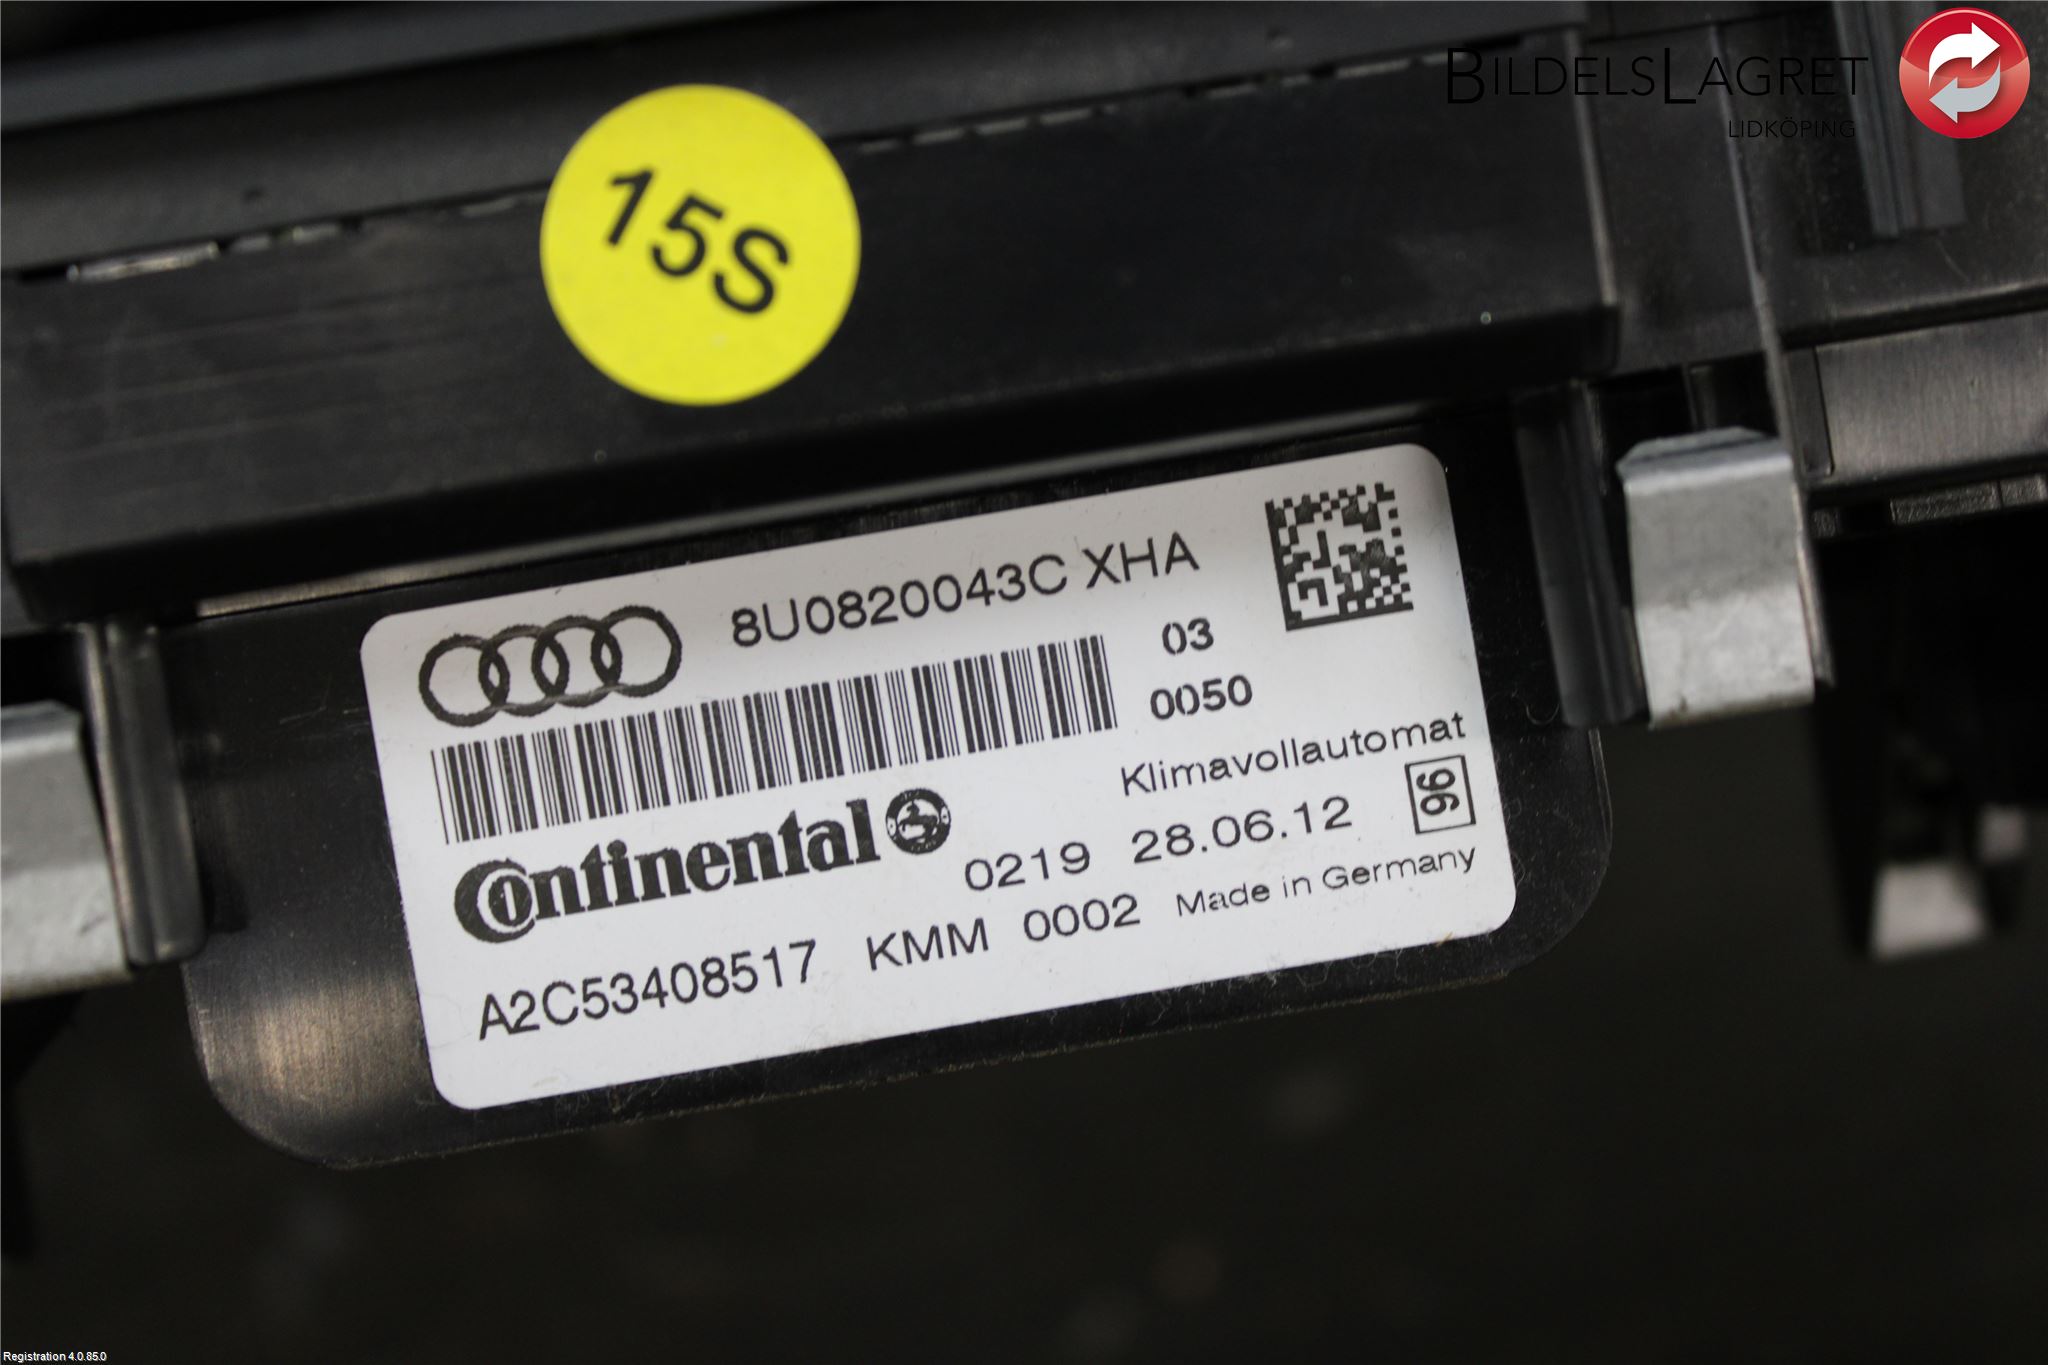 BILDELSLAGRET
LIDKÖPING
15S
8U0820043C XHA
03
0050
Klimavollautomat
Continental
0219 28.06.12
96
A2C53408517 KMM 0002 Made in Germany
Registration 4.0.85.0